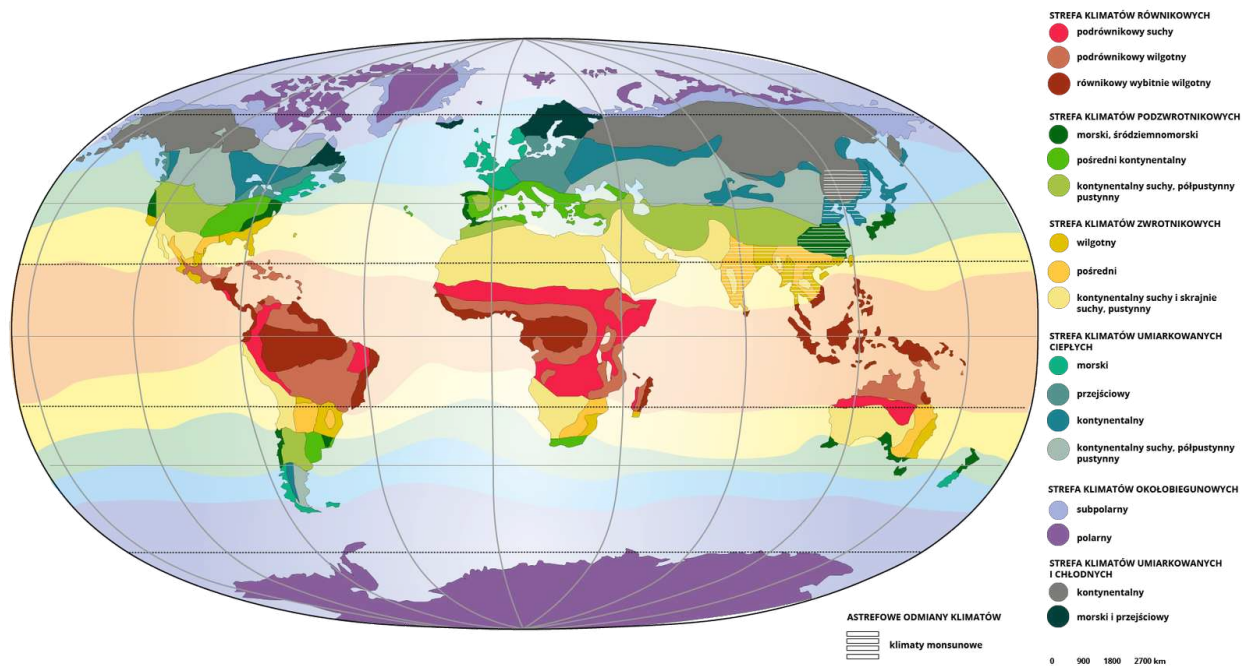 STREFA KLIMATÓW RÓWNIKOWYCH
podrównikowy suchy
podrównikowy wilgotny
równikowy wybitnie wilgotny
STREFA KLIMATÓW PODZWROTNIKOWYCH
morski, śródziemnomorski
pośredni kontynentalny
kontynentalny suchy, półpustynny
pustynny
STREFA KLIMATÓW ZWROTNIKOWYCH
wilgotny
pośredni
kontynentalny suchy i skrajnie
suchy, pustynny
STREFA KLIMATÓW UMIARKOWANYCH
CIEPŁYCH
morski
przejściowy
kontynentalny
kontynentalny suchy, półpustynny
pustynny
STREFA KLIMATÓW OKOŁOBIEGUNOWYCH
subpolarny
polarny
STREFA KLIMATÓW UMIARKOWANYCH
I CHŁODNYCH
kontynentalny
morski i przejściowy
ASTREFOWE ODMIANY KLIMATÓW
klimaty monsunowe
0 900 1800 2700 km